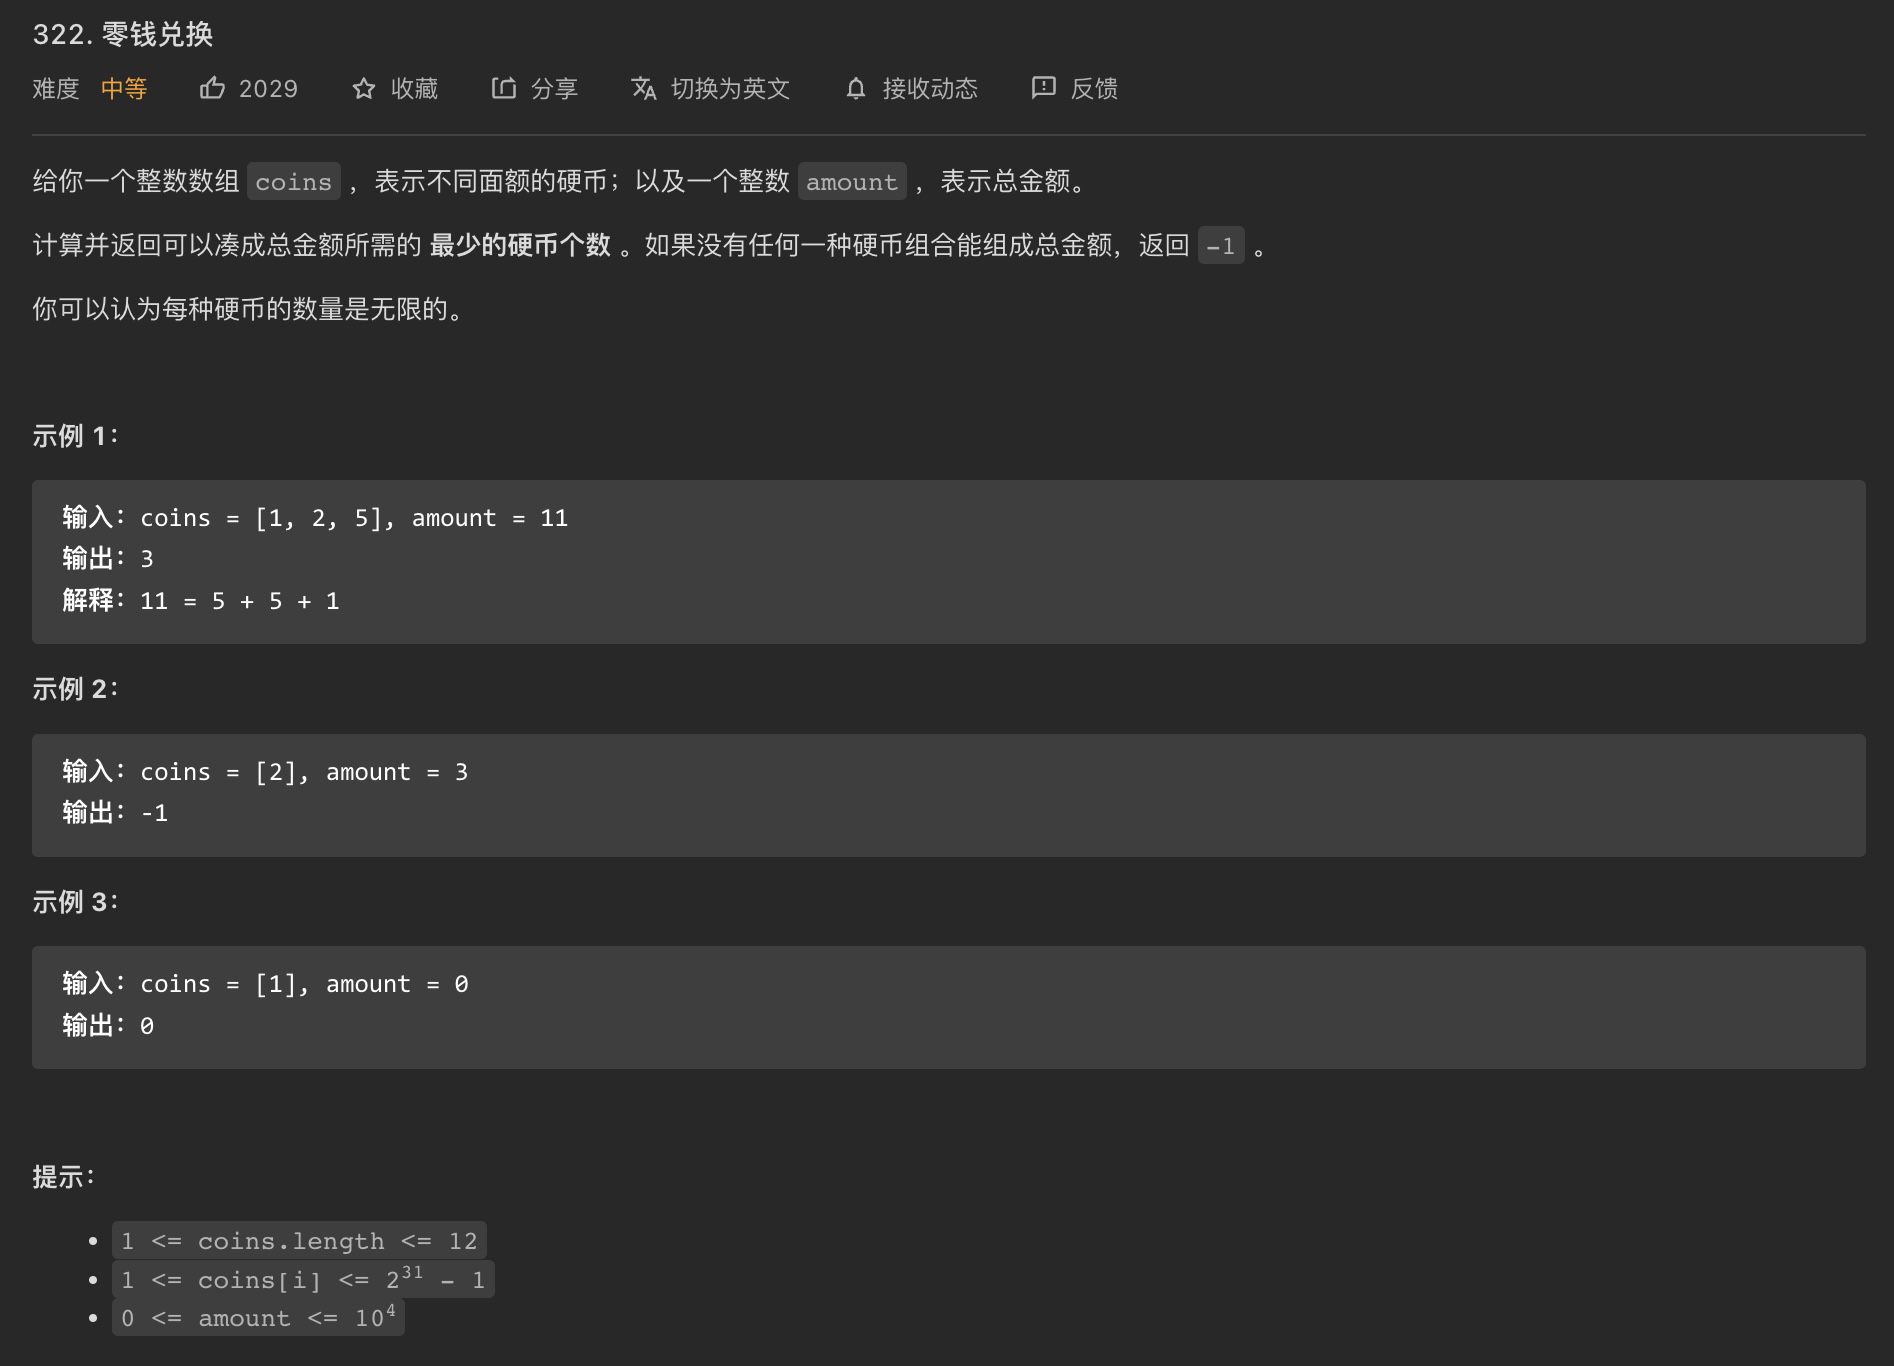 322. 零钱兑换
难度 中等 2029 收藏 分享 切换为英文 接收动态 反馈
给你一个整数数组 coins ，表示不同面额的硬币；以及一个整数 amount ，表示总金额。
计算并返回可以凑成总金额所需的 最少的硬币个数 。如果没有任何一种硬币组合能组成总金额，返回 -1 。
你可以认为每种硬币的数量是无限的。
示例 1：
输入：coins = [1, 2, 5], amount = 11
输出：3
解释：11 = 5 + 5 + 1
示例 2：
输入：coins = [2], amount = 3
输出：-1
示例 3：
输入：coins = [1], amount = 0
输出：0
提示：
• 1 <= coins.length <= 12
• 1 <= coins[i] <= 2³¹ - 1
• 0 <= amount <= 10⁴